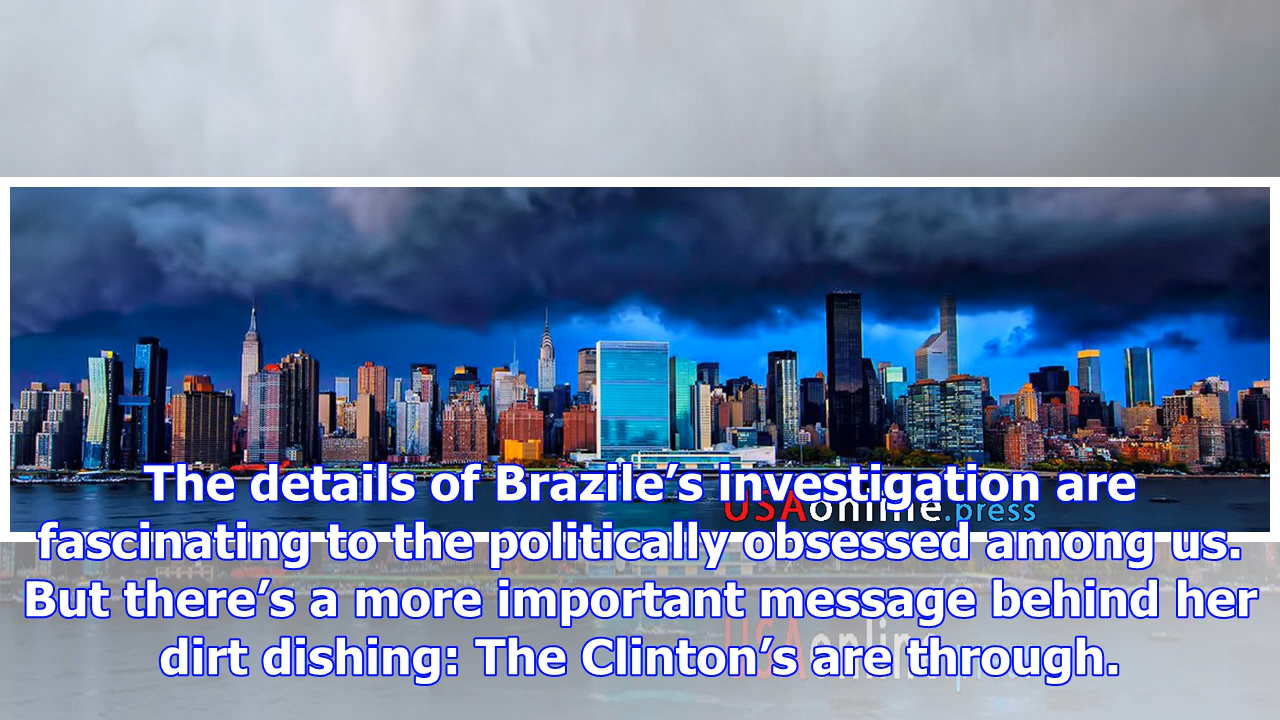 The details of Brazile’s investigation are
USAonline.press
fascinating to the politically obsessed among us.
But there’s a more important message behind her
dirt dishing: The Clinton’s are through.